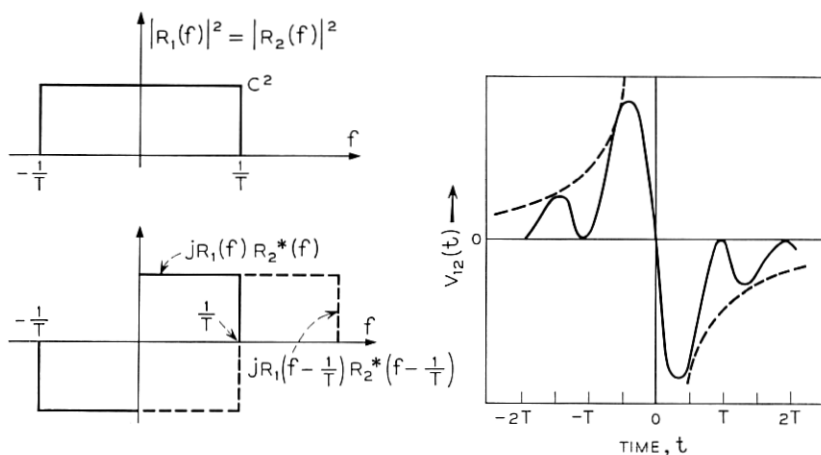 |R₁(f)|² = |R₂(f)|²
C²
f
-1/T
1/T
jR₁(f) R₂*(f)
-1/T
1/T
f
jR₁(f-1/T)R₂*(f-1/T)
V₁₂(t)
0
-2T
-T
0
T
2T
TIME, t